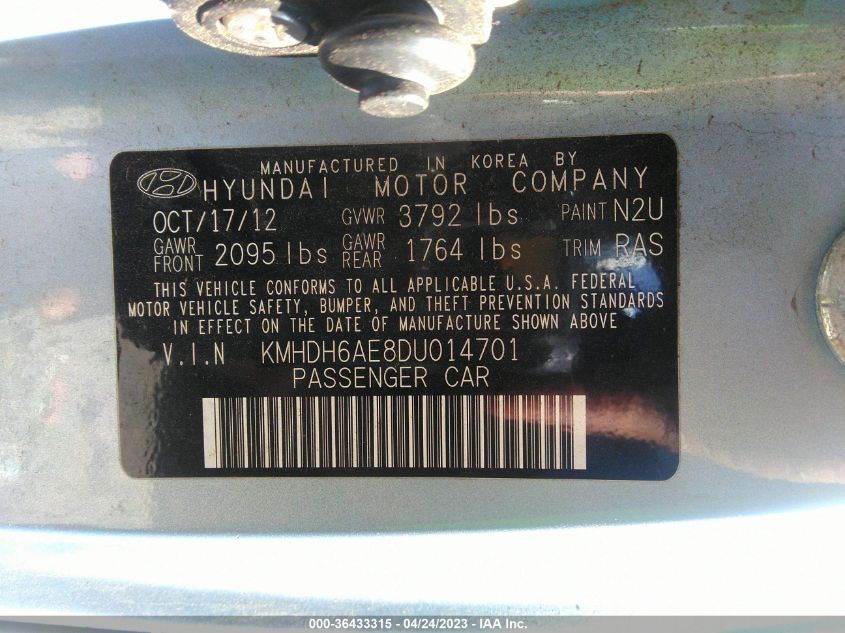 MANUFACTURED IN KOREA BY
HYUNDAI MOTOR COMPANY
OCT/17/12 GVWR 3792 lbs PAINT N2U
GAWR FRONT 2095 lbs GAWR REAR 1764 lbs TRIM RAS
THIS VEHICLE CONFORMS TO ALL APPLICABLE U.S.A. FEDERAL
MOTOR VEHICLE SAFETY, BUMPER, AND THEFT PREVENTION STANDARDS
IN EFFECT ON THE DATE OF MANUFACTURE SHOWN ABOVE
V.I.N KMHDH6AE8DU014701
PASSENGER CAR
000-36433315 - 04/24/2023 - IAA Inc.